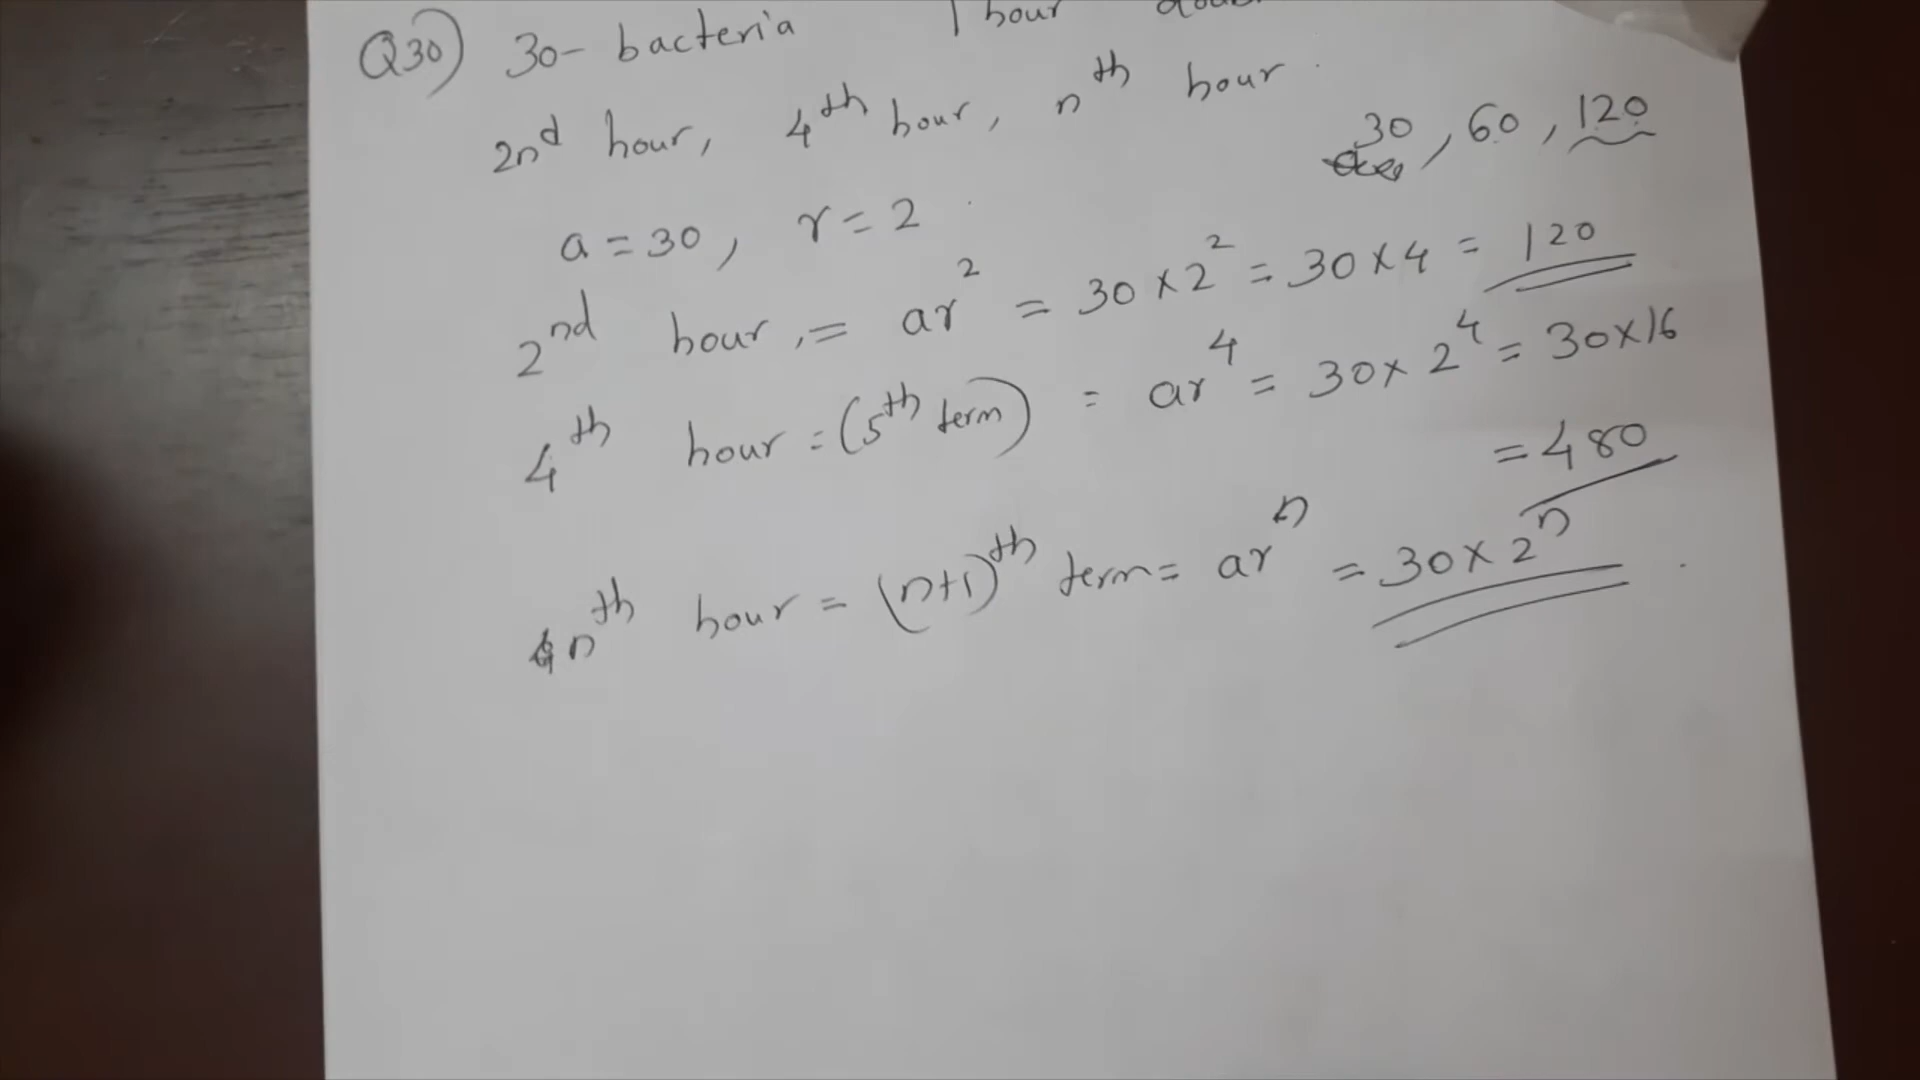 Q30) 30- bacteria 1 hour
2nd hour, 4th hour, nth hour.
30, 60, 120
a = 30, r = 2
2nd hour, = ar² = 30 × 2² = 30 × 4 = 120
4th hour = (5th term) = ar⁴ = 30 × 2⁴ = 30 × 16
= 480
nth hour = (n+1)th term = arⁿ = 30 × 2ⁿ